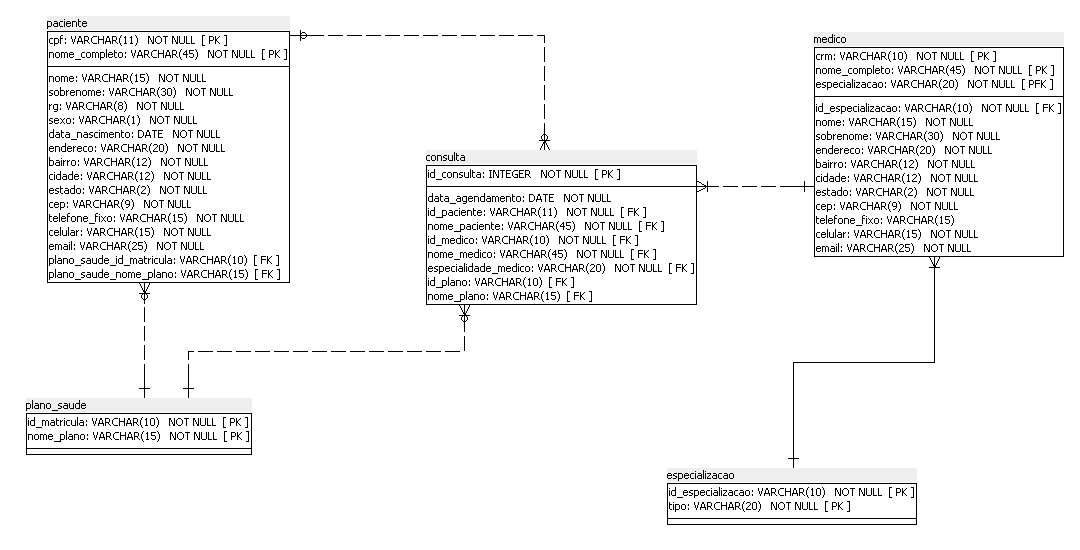 paciente
cpf: VARCHAR(11) NOT NULL [ PK ]
nome_completo: VARCHAR(45) NOT NULL [ PK ]
nome: VARCHAR(15) NOT NULL
sobrenome: VARCHAR(30) NOT NULL
rg: VARCHAR(8) NOT NULL
sexo: VARCHAR(1) NOT NULL
data_nascimento: DATE NOT NULL
endereco: VARCHAR(20) NOT NULL
bairro: VARCHAR(12) NOT NULL
cidade: VARCHAR(12) NOT NULL
estado: VARCHAR(2) NOT NULL
cep: VARCHAR(9) NOT NULL
telefone_fixo: VARCHAR(15) NOT NULL
celular: VARCHAR(15) NOT NULL
email: VARCHAR(25) NOT NULL
plano_saude_id_matricula: VARCHAR(10) [ FK ]
plano_saude_nome_plano: VARCHAR(15) [ FK ]
consulta
id_consulta: INTEGER NOT NULL [ PK ]
data_agendamento: DATE NOT NULL
id_paciente: VARCHAR(11) NOT NULL [ FK ]
nome_paciente: VARCHAR(45) NOT NULL [ FK ]
id_medico: VARCHAR(10) NOT NULL [ FK ]
nome_medico: VARCHAR(45) NOT NULL [ FK ]
especialidade_medico: VARCHAR(20) NOT NULL [ FK ]
id_plano: VARCHAR(10) [ FK ]
nome_plano: VARCHAR(15) [ FK ]
medico
crm: VARCHAR(10) NOT NULL [ PK ]
nome_completo: VARCHAR(45) NOT NULL [ PK ]
especializacao: VARCHAR(20) NOT NULL [ PFK ]
id_especializacao: VARCHAR(10) NOT NULL [ FK ]
nome: VARCHAR(15) NOT NULL
sobrenome: VARCHAR(30) NOT NULL
endereco: VARCHAR(20) NOT NULL
bairro: VARCHAR(12) NOT NULL
cidade: VARCHAR(12) NOT NULL
estado: VARCHAR(2) NOT NULL
cep: VARCHAR(9) NOT NULL
telefone_fixo: VARCHAR(15)
celular: VARCHAR(15) NOT NULL
email: VARCHAR(25) NOT NULL
plano_saude
id_matricula: VARCHAR(10) NOT NULL [ PK ]
nome_plano: VARCHAR(15) NOT NULL [ PK ]
especializacao
id_especializacao: VARCHAR(10) NOT NULL [ PK ]
tipo: VARCHAR(20) NOT NULL [ PK ]